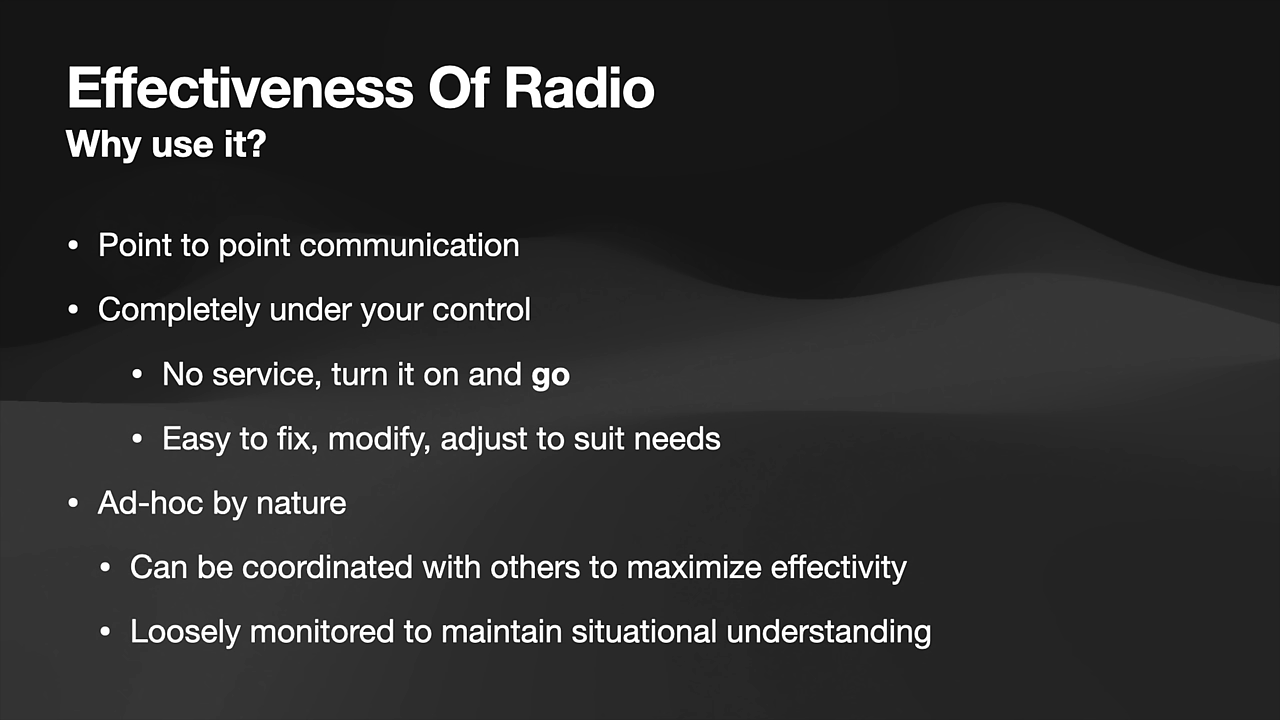 Effectiveness Of Radio
Why use it?
• Point to point communication
• Completely under your control
• No service, turn it on and go
• Easy to fix, modify, adjust to suit needs
• Ad-hoc by nature
• Can be coordinated with others to maximize effectivity
• Loosely monitored to maintain situational understanding